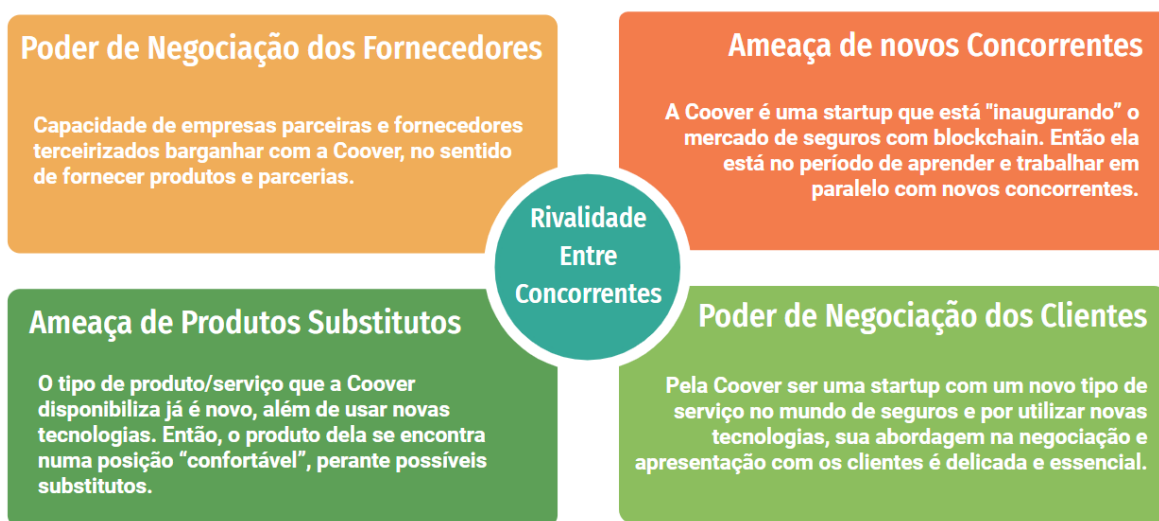 Poder de Negociação dos Fornecedores
Capacidade de empresas parceiras e fornecedores
terceirizados barganhar com a Coover, no sentido
de fornecer produtos e parcerias.
Ameaça de novos Concorrentes
A Coover é uma startup que está "inaugurando” o
mercado de seguros com blockchain. Então ela
está no período de aprender e trabalhar em
paralelo com novos concorrentes.
Rivalidade
Entre
Concorrentes
Ameaça de Produtos Substitutos
O tipo de produto/serviço que a Coover
disponibiliza já é novo, além de usar novas
tecnologias. Então, o produto dela se encontra
numa posição “confortável”, perante possíveis
substitutos.
Poder de Negociação dos Clientes
Pela Coover ser uma startup com um novo tipo de
serviço no mundo de seguros e por utilizar novas
tecnologias, sua abordagem na negociação e
apresentação com os clientes é delicada e essencial.